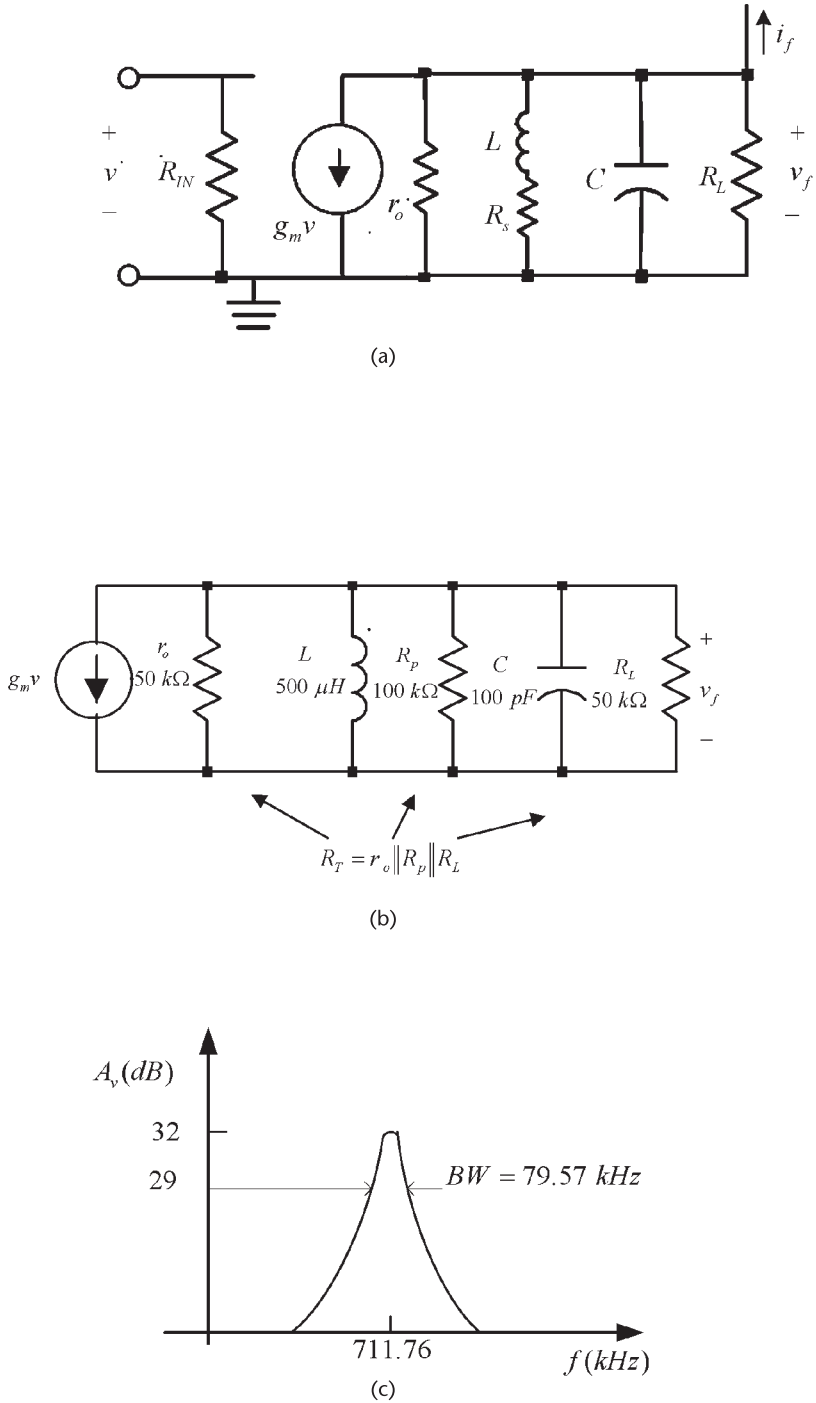 i_f
+
v
−
R_IN
g_m v
r_o
L
R_s
C
R_L
+
v_f
−
(a)
g_m v
r_o
50 kΩ
L
500 μH
R_p
100 kΩ
C
100 pF
R_L
50 kΩ
+
v_f
−
R_T = r_o‖R_p‖R_L
(b)
A_v(dB)
32
29
BW = 79.57 kHz
711.76
f(kHz)
(c)